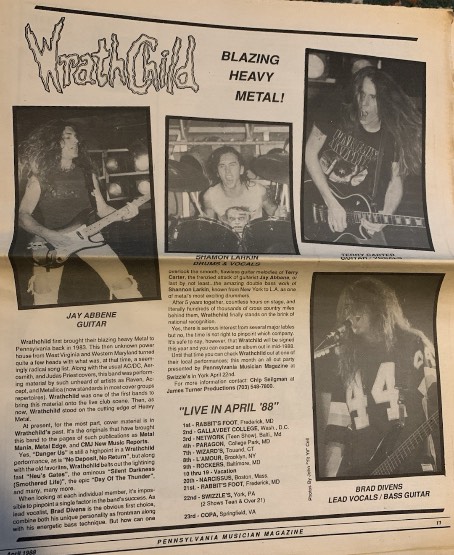 WrathChild
BLAZING
HEAVY
METAL!
SHANNON LARKIN
DRUMS & VOCALS
TERRY CARTER
GUITAR - VOCALS
JAY ABBENE
GUITAR
Wrathchild first brought their blazing heavy Metal to
Pennsylvania back in 1983. This then unknown power
house from West Virginia and Western Maryland turned
quite a few heads with what was, at that time, a seem-
ingly radical song list. Along with the usual AC/DC, Aer-
osmith, and Judas Priest covers, this band was perform-
ing material by such unheard of artists as Raven, Ac-
cept, and Metallica (now standards in most cover groups
repertoires). Wrathchild was one of the first bands to
bring this material onto the live club scene. Then, as
now, Wrathchild stood on the cutting edge of Heavy
Metal.
At present, for the most part, cover material is in
Wrathchild's past. It's the originals that have brought
this band to the pages of such publications as Metal
Mania, Metal Edge, and CMJ New Music Reports.
Yes, "Danger Us" is still a highpoint in a Wrathchild
performance, as is "No Deposit, No Return", but along
with the old favorites, Wrathchild belts out the lightning
fast "Heu's Gates", the ominous "Silent Darkness
(Smothered Life)", the epic "Day Of The Thunder",
and many, many more.
When looking at each individual member, it's impos-
sible to pinpoint a single factor in the band's success. As
lead vocalist, Brad Divens is the obvious first choice,
combine both his unique personality as frontman along
with his energetic bass technique. But how can one
overlook the smooth, flawless guitar melodies of Terry
Carter, the frenzied attack of guitarist Jay Abbene, or
last by not least, the amazing double bass work of
Shannon Larkin, known from New York to L.A. as one
of metal's most exciting drummers.
After 5 years together, countless hours on stage, and
literally hundreds of thousands of cross country miles
behind them, Wrathchild finally stands on the brink of
national recognition.
Yes, there is serious interest from several major labels
but no, the time is not right to pinpoint which company.
It's safe to say, however, that Wratchild will be signed
this year and you can expect an album out in mid-1988.
Until that time you can check Wrathchild out at one of
their local performances; this month an all out party
presented by Pennsylvania Musician Magazine at
Swizzle's in York April 22nd.
For more information contact Chip Seligman at
James Turner Productions (703) 548-7800.
"LIVE IN APRIL '88"
1st - RABBIT'S FOOT, Frederick, MD
2nd - GALLAVDET COLLEGE, Wash., D.C.
3rd - NETWORK (Teen Show), Balti., Md
4th - PARAGON, College Park, MD
7th - WIZARD'S, Touand, CT
8th - L'AMOUR, Brooklyn, NY
9th - ROCKERS, Baltimore, MD
10 thru 19 - Vacation
20th - NARCISSUS, Boston, Mass.
21st - RABBIT'S FOOT, Frederick, MD
22nd - SWIZZLE'S, York, PA
(2 Shows Teen & Over 21)
23rd - COPA, Springfield, VA
44
BRAD DIVENS
LEAD VOCALS / BASS GUITAR
April 1988
PENNSYLVANIA MUSICIAN MAGAZINE
11